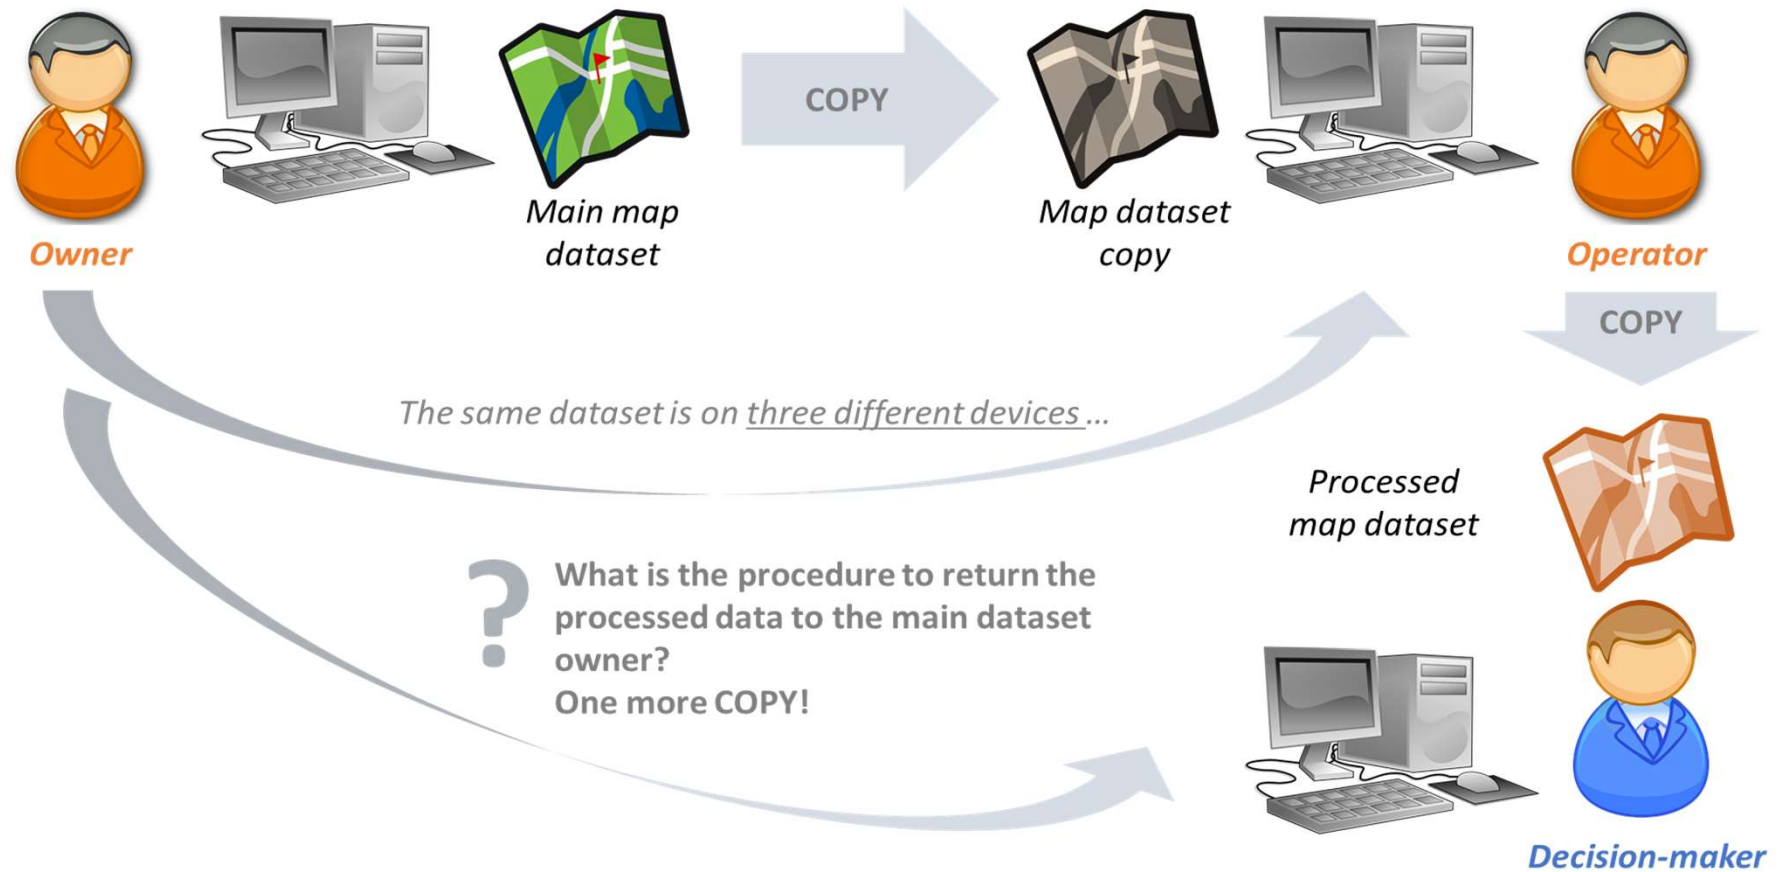 COPY
Main map
dataset
Map dataset
copy
Owner
Operator
COPY
The same dataset is on three different devices ...
Processed
map dataset
?
What is the procedure to return the
processed data to the main dataset
owner?
One more COPY!
Decision-maker